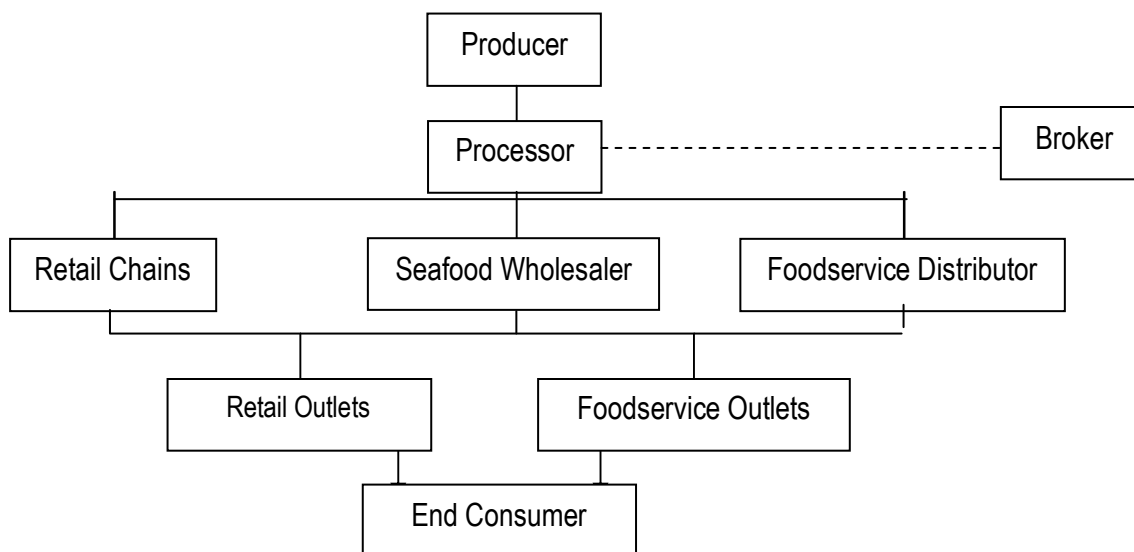 Producer
Processor
Broker
Retail Chains
Seafood Wholesaler
Foodservice Distributor
Retail Outlets
Foodservice Outlets
End Consumer